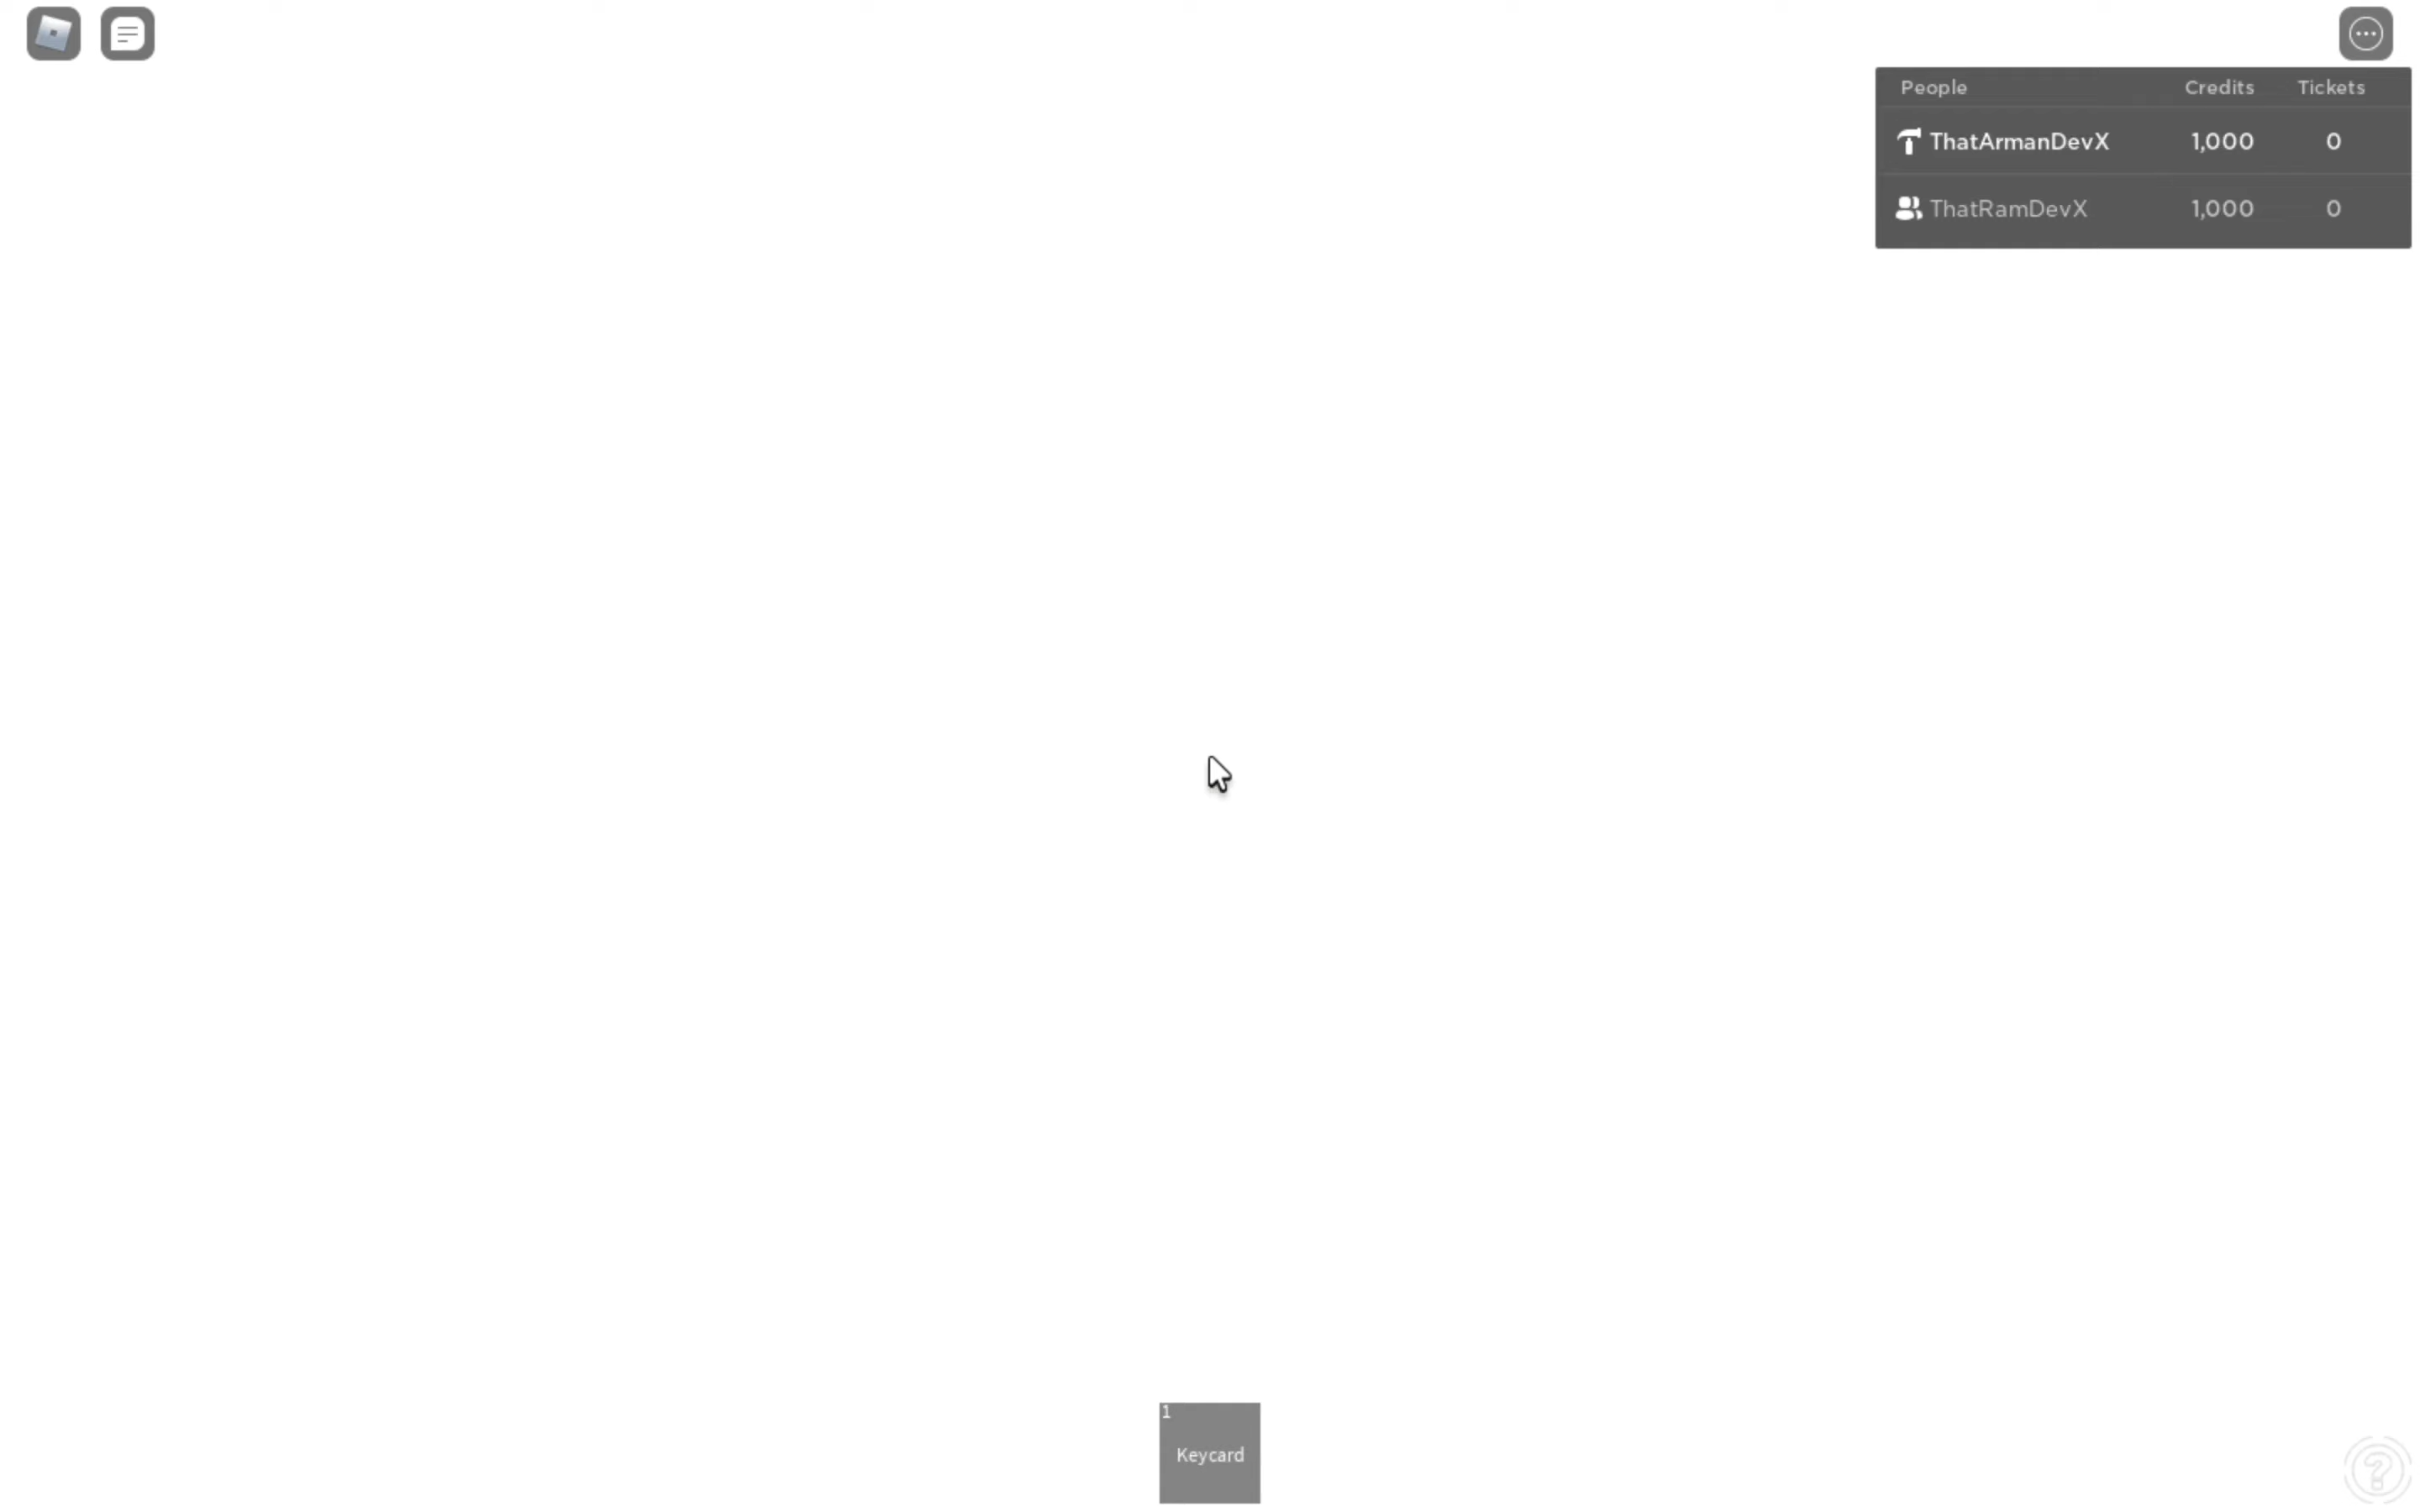 People Credits Tickets
ThatArmanDevX 1,000 0
ThatRamDevX 1,000 0
1
Keycard
?